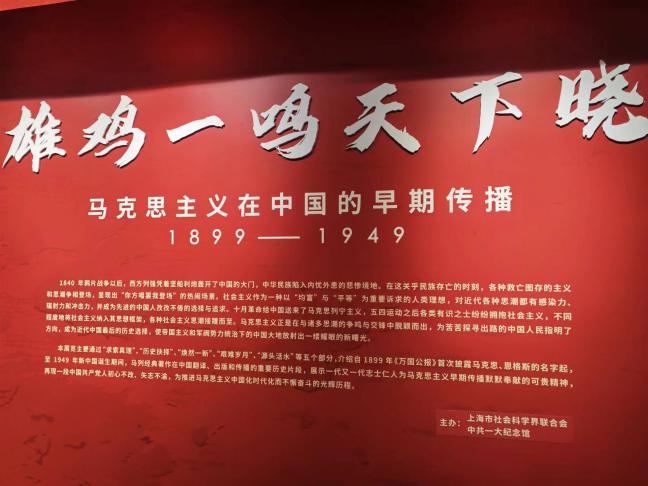 雄鸡一鸣天下晓
马克思主义在中国的早期传播
1899——1949
1840年鸦片战争以后，西方列强凭着坚船利炮轰开了中国的大门，中华民族陷入内忧外患的悲惨境地。在这关乎民族存亡的时刻，各种救亡图存的主义
和思潮争相登场，呈现出“你方唱罢我登场”的热闹场景。社会主义作为一种以“均富”与“平等”为重要诉求的人类理想，对近代各种思潮都有感召力、
辐射力和冲击力，并成为先进的中国人孜孜不倦的选择与追求。十月革命给中国送来了马克思列宁主义，五四运动之后各类有识之士纷纷拥抱社会主义，不同
程度地将社会主义纳入其思想框架，各种社会主义思潮接踵而至。马克思主义正是在与诸多思潮的争鸣与交锋中脱颖而出，为苦苦探寻出路的中国人民指明了
方向，成为近代中国最后的历史选择，使帝国主义和军阀势力统治下的中国大地放射出一缕耀眼的新曙光。
本展览主要通过“求索真理”、“历史抉择”、“焕然一新”、“艰难岁月”、“源头活水”等五个部分，介绍自1899年《万国公报》首次披露马克思、恩格斯的名字起，
至1949年新中国诞生期间，马列经典著作在中国翻译、出版和传播的重要历史片段，展示一代又一代志士仁人为马克思主义早期传播默默奉献的可贵精神，
再现一段中国共产党人初心不改、矢志不渝，为推进马克思主义中国化时代化而不懈奋斗的光辉历程。
主办：上海市社会科学界联合会
中共一大纪念馆